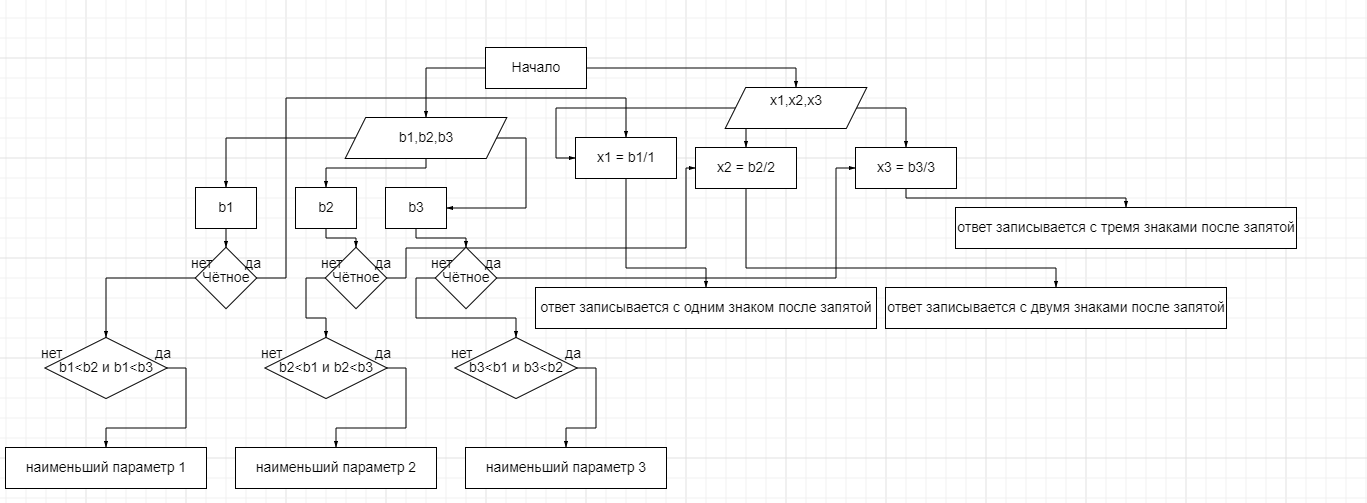 Начало
x1,x2,x3
b1,b2,b3
x1 = b1/1
x2 = b2/2
x3 = b3/3
b1
b2
b3
ответ записывается с тремя знаками после запятой
нет
да
Чётное
нет
да
Чётное
нет
да
Чётное
ответ записывается с одним знаком после запятой
ответ записывается с двумя знаками после запятой
нет
да
b1<b2 и b1<b3
нет
да
b2<b1 и b2<b3
нет
да
b3<b1 и b3<b2
наименьший параметр 1
наименьший параметр 2
наименьший параметр 3